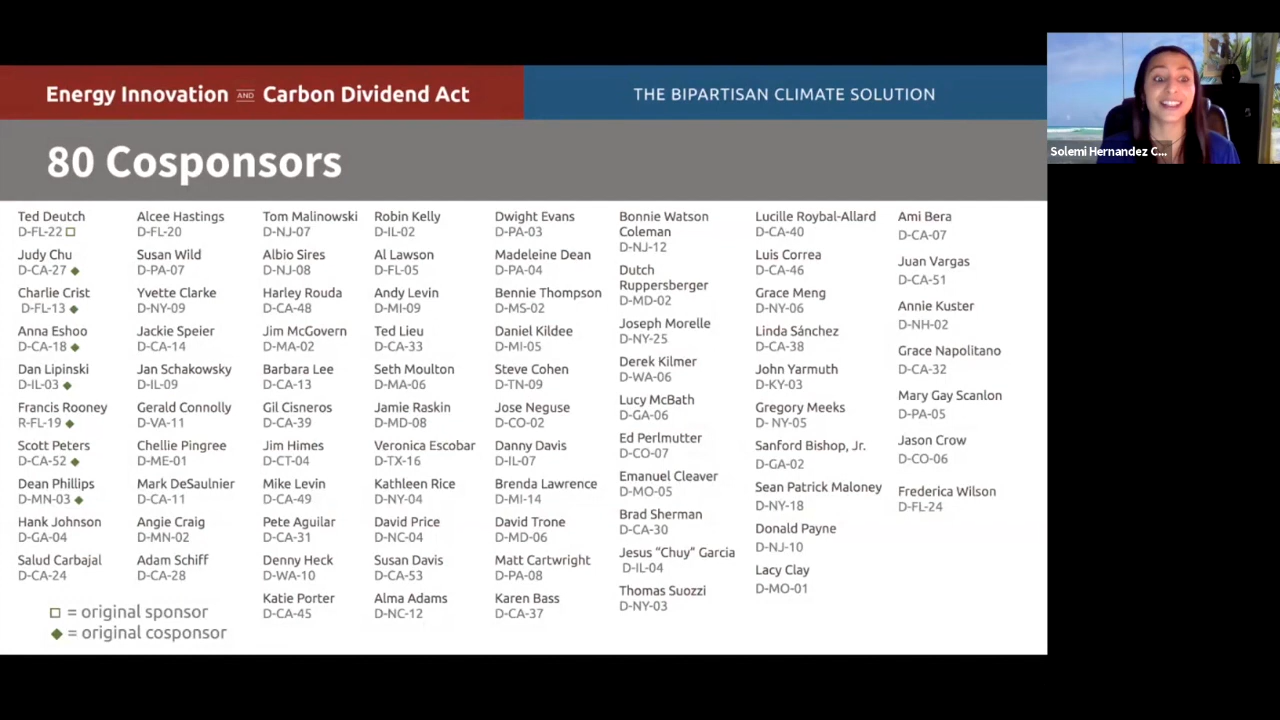 Energy Innovation AND Carbon Dividend Act
THE BIPARTISAN CLIMATE SOLUTION
80 Cosponsors
Ted Deutch
D-FL-22
Judy Chu
D-CA-27
Charlie Crist
D-FL-13
Anna Eshoo
D-CA-18
Dan Lipinski
D-IL-03
Francis Rooney
R-FL-19
Scott Peters
D-CA-52
Dean Phillips
D-MN-03
Hank Johnson
D-GA-04
Salud Carbajal
D-CA-24
Alcee Hastings
D-FL-20
Susan Wild
D-PA-07
Yvette Clarke
D-NY-09
Jackie Speier
D-CA-14
Jan Schakowsky
D-IL-09
Gerald Connolly
D-VA-11
Chellie Pingree
D-ME-01
Mark DeSaulnier
D-CA-11
Angie Craig
D-MN-02
Adam Schiff
D-CA-28
Tom Malinowski
D-NJ-07
Albio Sires
D-NJ-08
Harley Rouda
D-CA-48
Jim McGovern
D-MA-02
Barbara Lee
D-CA-13
Gil Cisneros
D-CA-39
Jim Himes
D-CT-04
Mike Levin
D-CA-49
Pete Aguilar
D-CA-31
Denny Heck
D-WA-10
Katie Porter
D-CA-45
Robin Kelly
D-IL-02
Al Lawson
D-FL-05
Andy Levin
D-MI-09
Ted Lieu
D-CA-33
Seth Moulton
D-MA-06
Jamie Raskin
D-MD-08
Veronica Escobar
D-TX-16
Kathleen Rice
D-NY-04
David Price
D-NC-04
Susan Davis
D-CA-53
Alma Adams
D-NC-12
Dwight Evans
D-PA-03
Madeleine Dean
D-PA-04
Bennie Thompson
D-MS-02
Daniel Kildee
D-MI-05
Steve Cohen
D-TN-09
Jose Neguse
D-CO-02
Danny Davis
D-IL-07
Brenda Lawrence
D-MI-14
David Trone
D-MD-06
Matt Cartwright
D-PA-08
Karen Bass
D-CA-37
Bonnie Watson
Coleman
D-NJ-12
Dutch
Ruppersberger
D-MD-02
Joseph Morelle
D-NY-25
Derek Kilmer
D-WA-06
Lucy McBath
D-GA-06
Ed Perlmutter
D-CO-07
Emanuel Cleaver
D-MO-05
Brad Sherman
D-CA-30
Jesus “Chuy” Garcia
D-IL-04
Thomas Suozzi
D-NY-03
Lucille Roybal-Allard
D-CA-40
Luis Correa
D-CA-46
Grace Meng
D-NY-06
Linda Sánchez
D-CA-38
John Yarmuth
D-KY-03
Gregory Meeks
D- NY-05
Sanford Bishop, Jr.
D-GA-02
Sean Patrick Maloney
D-NY-18
Donald Payne
D-NJ-10
Lacy Clay
D-MO-01
Ami Bera
D-CA-07
Juan Vargas
D-CA-51
Annie Kuster
D-NH-02
Grace Napolitano
D-CA-32
Mary Gay Scanlon
D-PA-05
Jason Crow
D-CO-06
Frederica Wilson
D-FL-24
= original sponsor
= original cosponsor
Solemi Hernandez C...